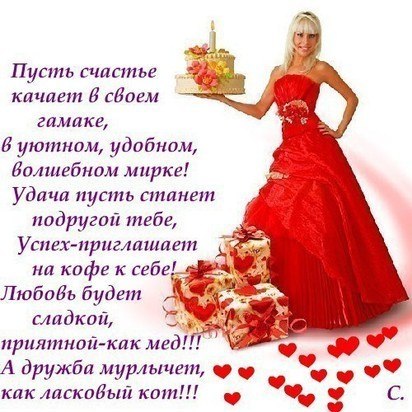 Пусть счастье
качает в своем
гамаке,
в уютном, удобном,
волшебном мирке!
Удача пусть станет
подругой тебе,
Успех-приглашает
на кофе к себе!
Любовь будет
сладкой,
приятной-как мед!!!
А дружба мурлычет,
как ласковый кот!!!
С.